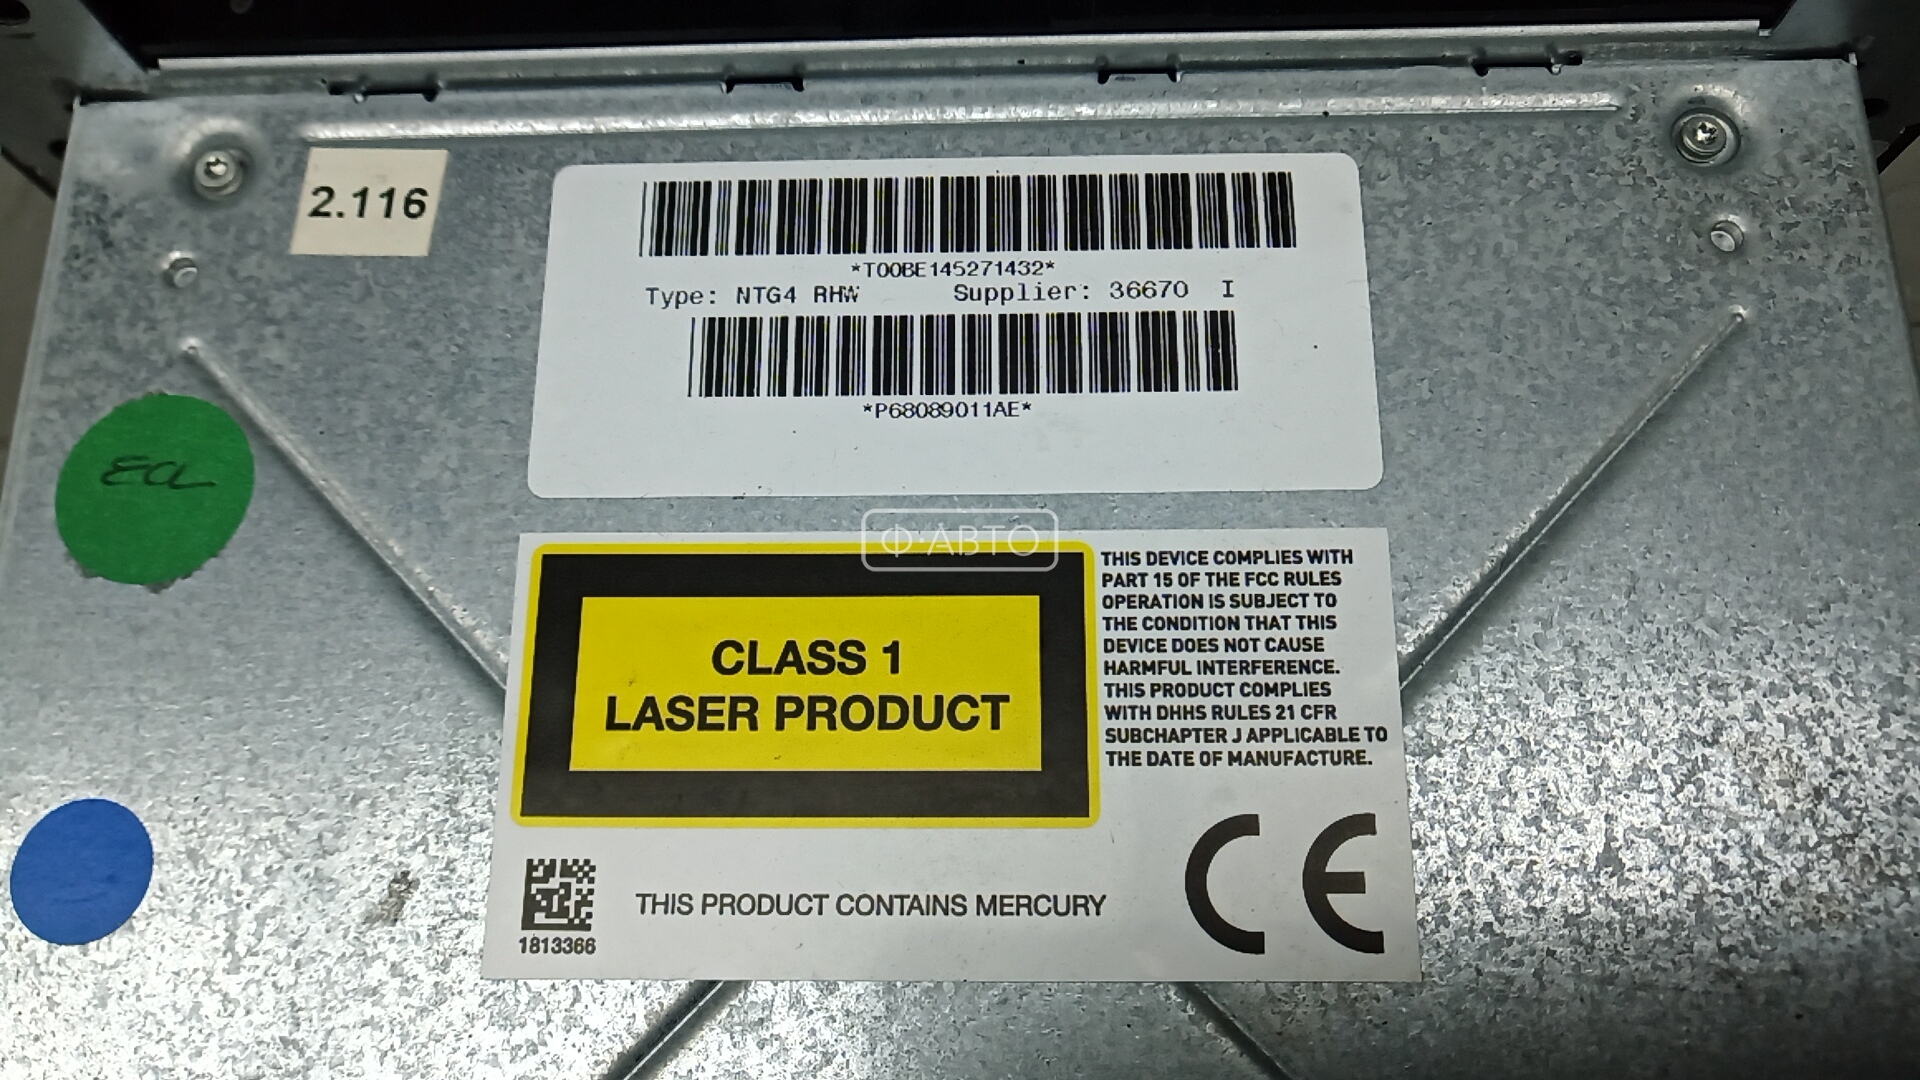 2.116
*T00BE145271432*
Type: NTG4 RHW Supplier: 36670 I
*P68089011AE*
ECL
Ф·АВТО
CLASS 1
LASER PRODUCT
THIS DEVICE COMPLIES WITH
PART 15 OF THE FCC RULES
OPERATION IS SUBJECT TO
THE CONDITION THAT THIS
DEVICE DOES NOT CAUSE
HARMFUL INTERFERENCE.
THIS PRODUCT COMPLIES
WITH DHHS RULES 21 CFR
SUBCHAPTER J APPLICABLE TO
THE DATE OF MANUFACTURE.
1813366
THIS PRODUCT CONTAINS MERCURY
CE